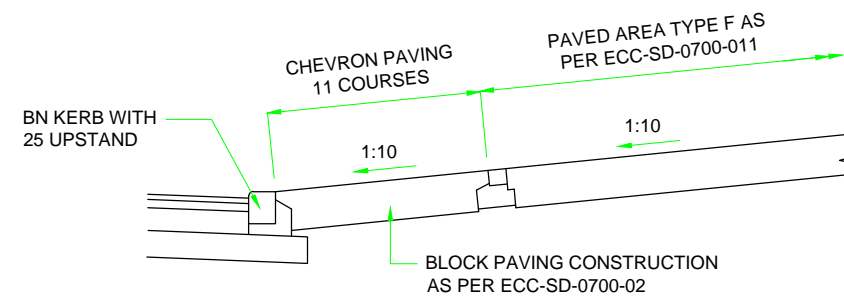 PAVED AREA TYPE F AS
PER ECC-SD-0700-011
CHEVRON PAVING
11 COURSES
BN KERB WITH
25 UPSTAND
1:10
1:10
BLOCK PAVING CONSTRUCTION
AS PER ECC-SD-0700-02